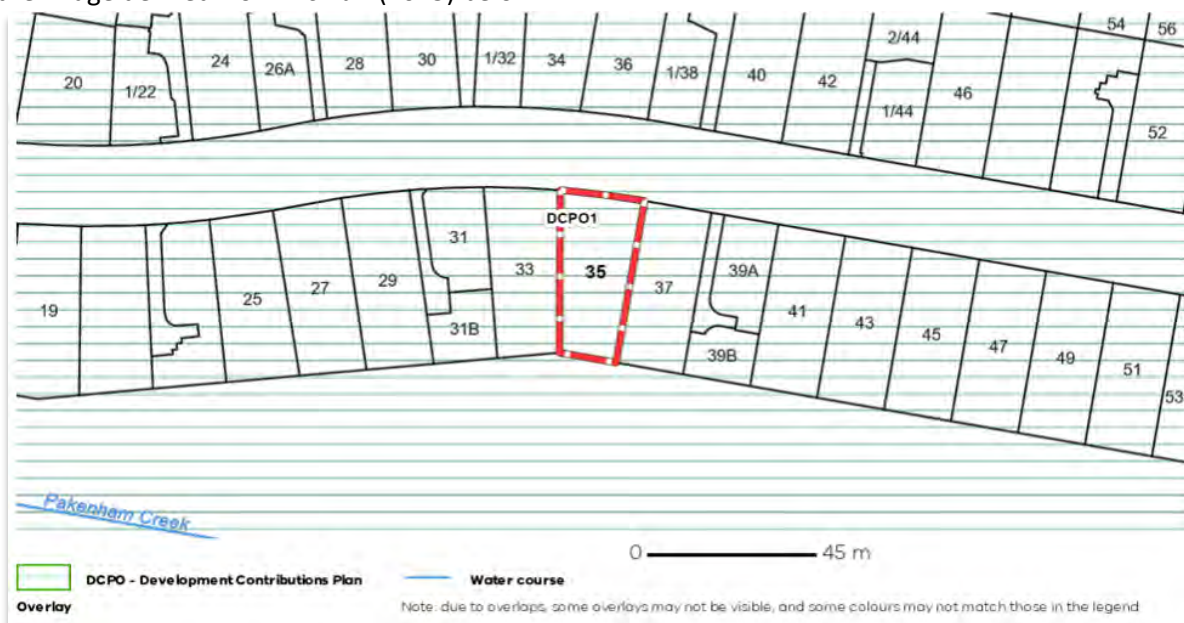 54
56
2/44
20
1/22
24
26A
28
30
1/32
34
36
1/38
40
42
1/44
46
52
DCPO1
19
25
27
29
31
31B
33
35
37
39A
39B
41
43
45
47
49
51
53
Pakenham Creek
0 45 m
DCPO - Development Contributions Plan
Overlay
Water course
Note: due to overlaps, some overlays may not be visible, and some colours may not match those in the legend